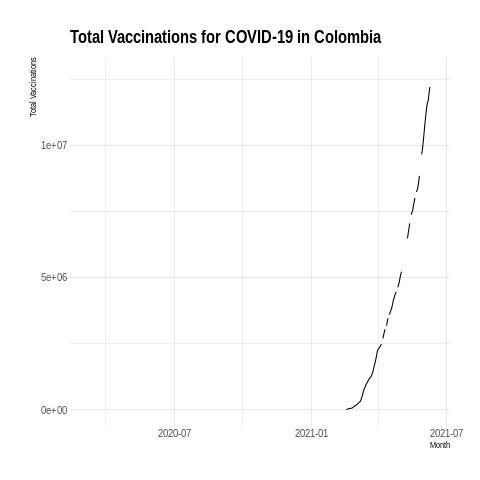 Total Vaccinations for COVID-19 in Colombia
Total Vaccinations
1e+07
5e+06
0e+00
2020-07
2021-01
2021-07
Month